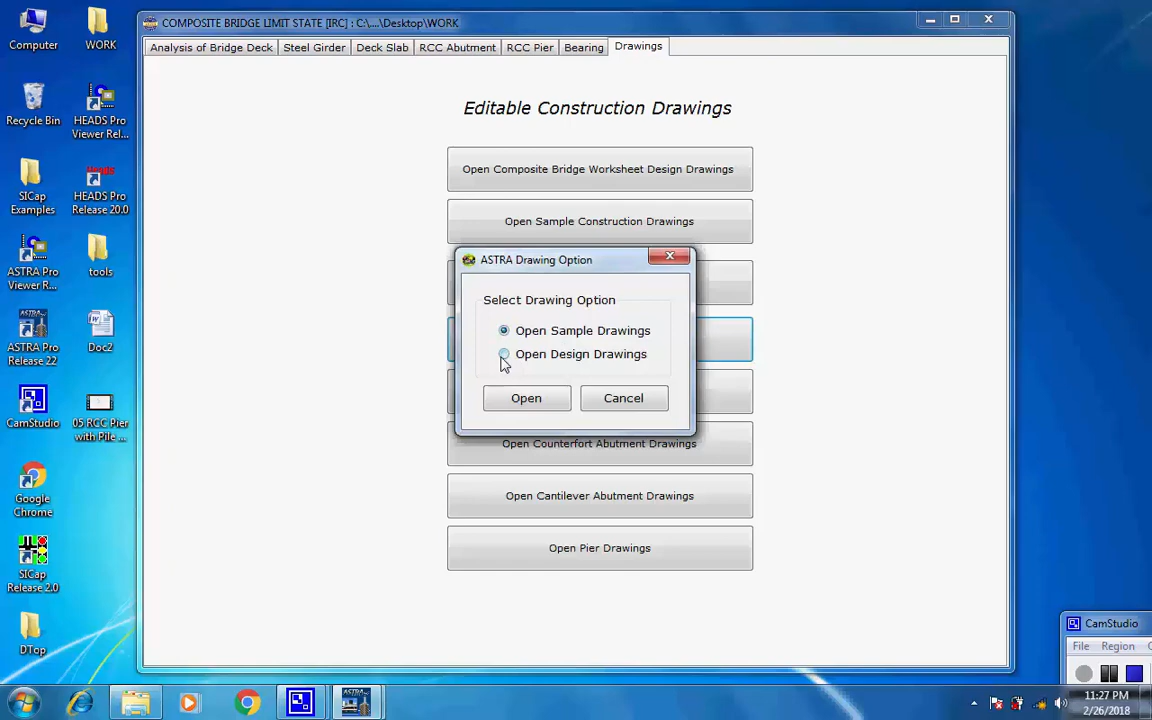 COMPOSITE BRIDGE LIMIT STATE [IRC] : C:\...\Desktop\WORK
Analysis of Bridge Deck Steel Girder Deck Slab RCC Abutment RCC Pier Bearing Drawings
Editable Construction Drawings
Open Composite Bridge Worksheet Design Drawings
Open Sample Construction Drawings
ASTRA Drawing Option
Select Drawing Option
Open Sample Drawings
Open Design Drawings
Open Cancel
Open Counterfort Abutment Drawings
Open Cantilever Abutment Drawings
Open Pier Drawings
Computer
WORK
Recycle Bin
HEADS Pro
Viewer Rel...
SICap
Examples
HEADS Pro
Release 20.0
ASTRA Pro
Viewer R...
tools
ASTRA Pro
Release 22
Doc2
CamStudio
05 RCC Pier
with Pile ...
Google
Chrome
SICap
Release 2.0
DTop
CamStudio
File Region
11:27 PM
2/26/2018